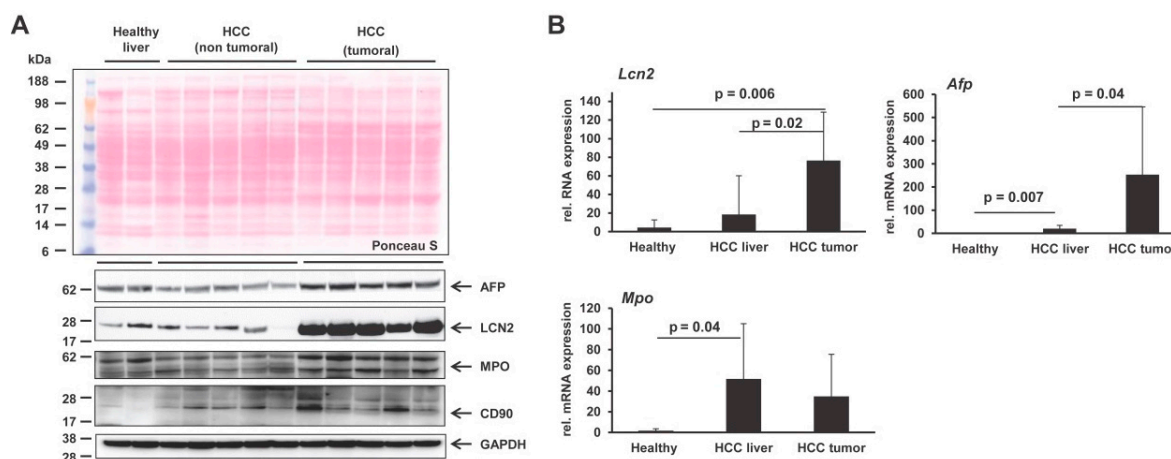 A
Healthy
liver
HCC
(non tumoral)
HCC
(tumoral)
kDa
188
98
62
49
38
28
17
14
6
Ponceau S
62
AFP
28
17
LCN2
62
MPO
28
17
CD90
38
28
GAPDH
B
Lcn2
rel. RNA expression
140
120
100
80
60
40
20
0
p = 0.006
p = 0.02
Healthy
HCC liver
HCC tumor
Afp
rel. mRNA expression
600
500
400
300
200
100
0
p = 0.04
p = 0.007
Healthy
HCC liver
HCC tumor
Mpo
rel. mRNA expression
120
100
80
60
40
20
0
p = 0.04
Healthy
HCC liver
HCC tumor